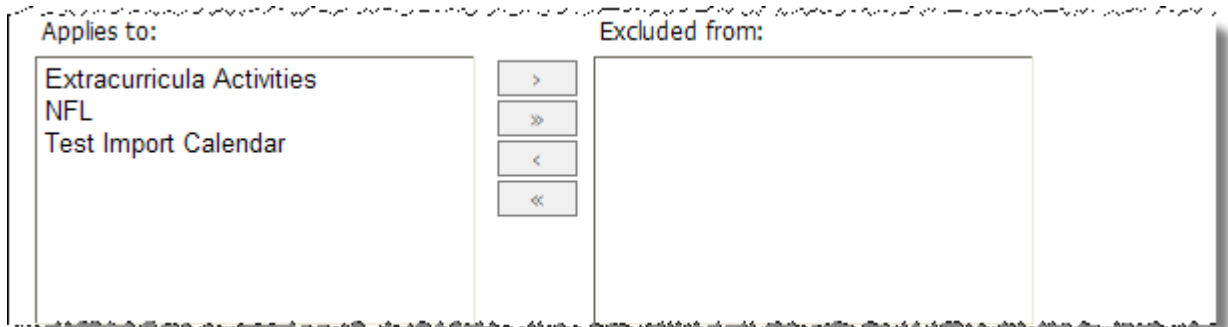 Applies to:
Excluded from:
Extracurricula Activities
NFL
Test Import Calendar
>
»
<
«